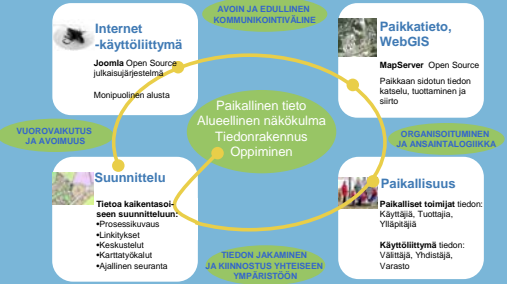 AVOIN JA EDULLINEN
KOMMUNIKOINTIVÄLINE
Internet
-käyttöliittymä
Joomla Open Source
julkaisujärjestelmä
Monipuolinen alusta
Paikkatieto,
WebGIS
MapServer Open Source
Paikkaan sidotun tiedon
katselu, tuottaminen ja
siirto
Paikallinen tieto
Alueellinen näkökulma
Tiedonrakennus
Oppiminen
VUOROVAIKUTUS
JA AVOIMUUS
ORGANISOITUMINEN
JA ANSAINTALOGIIKKA
Suunnittelu
Tietoa kaikentasoi-
seen suunnitteluun:
•Prosessikuvaus
•Linkitykset
•Keskustelut
•Karttatyökalut
•Ajallinen seuranta
Paikallisuus
Paikalliset toimijat tiedon:
Käyttäjiä, Tuottajia,
Ylläpitäjiä
Käyttöliittymä tiedon:
Välittäjä, Yhdistäjä,
Varasto
TIEDON JAKAMINEN
JA KIINNOSTUS YHTEISEEN
YMPÄRISTÖÖN